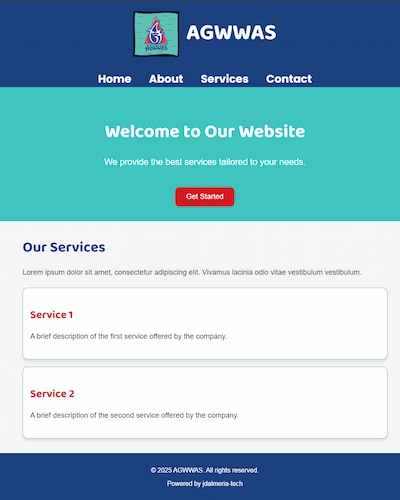 AGWWAS
AGWWAS
Home About Services Contact
Welcome to Our Website
We provide the best services tailored to your needs.
Get Started
Our Services
Lorem ipsum dolor sit amet, consectetur adipiscing elit. Vivamus lacinia odio vitae vestibulum vestibulum.
Service 1
A brief description of the first service offered by the company.
Service 2
A brief description of the second service offered by the company.
© 2025 AGWWAS. All rights reserved.
Powered by jdalmeria-tech